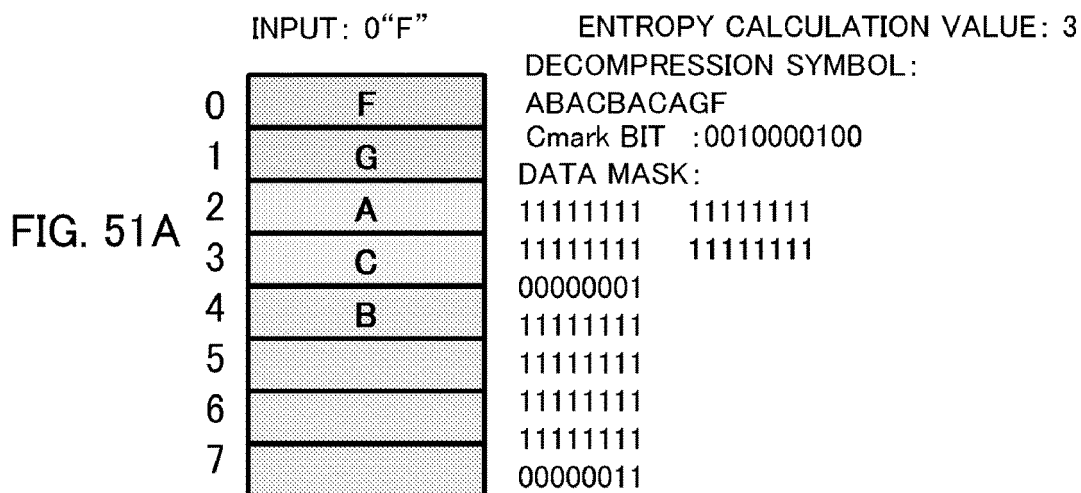 INPUT: 0“F”
ENTROPY CALCULATION VALUE: 3
DECOMPRESSION SYMBOL:
ABACBACAGF
Cmark BIT :0010000100
DATA MASK:
11111111 11111111
11111111 11111111
00000001
11111111
11111111
11111111
11111111
00000011
FIG. 51A
0 F
1 G
2 A
3 C
4 B
5
6
7